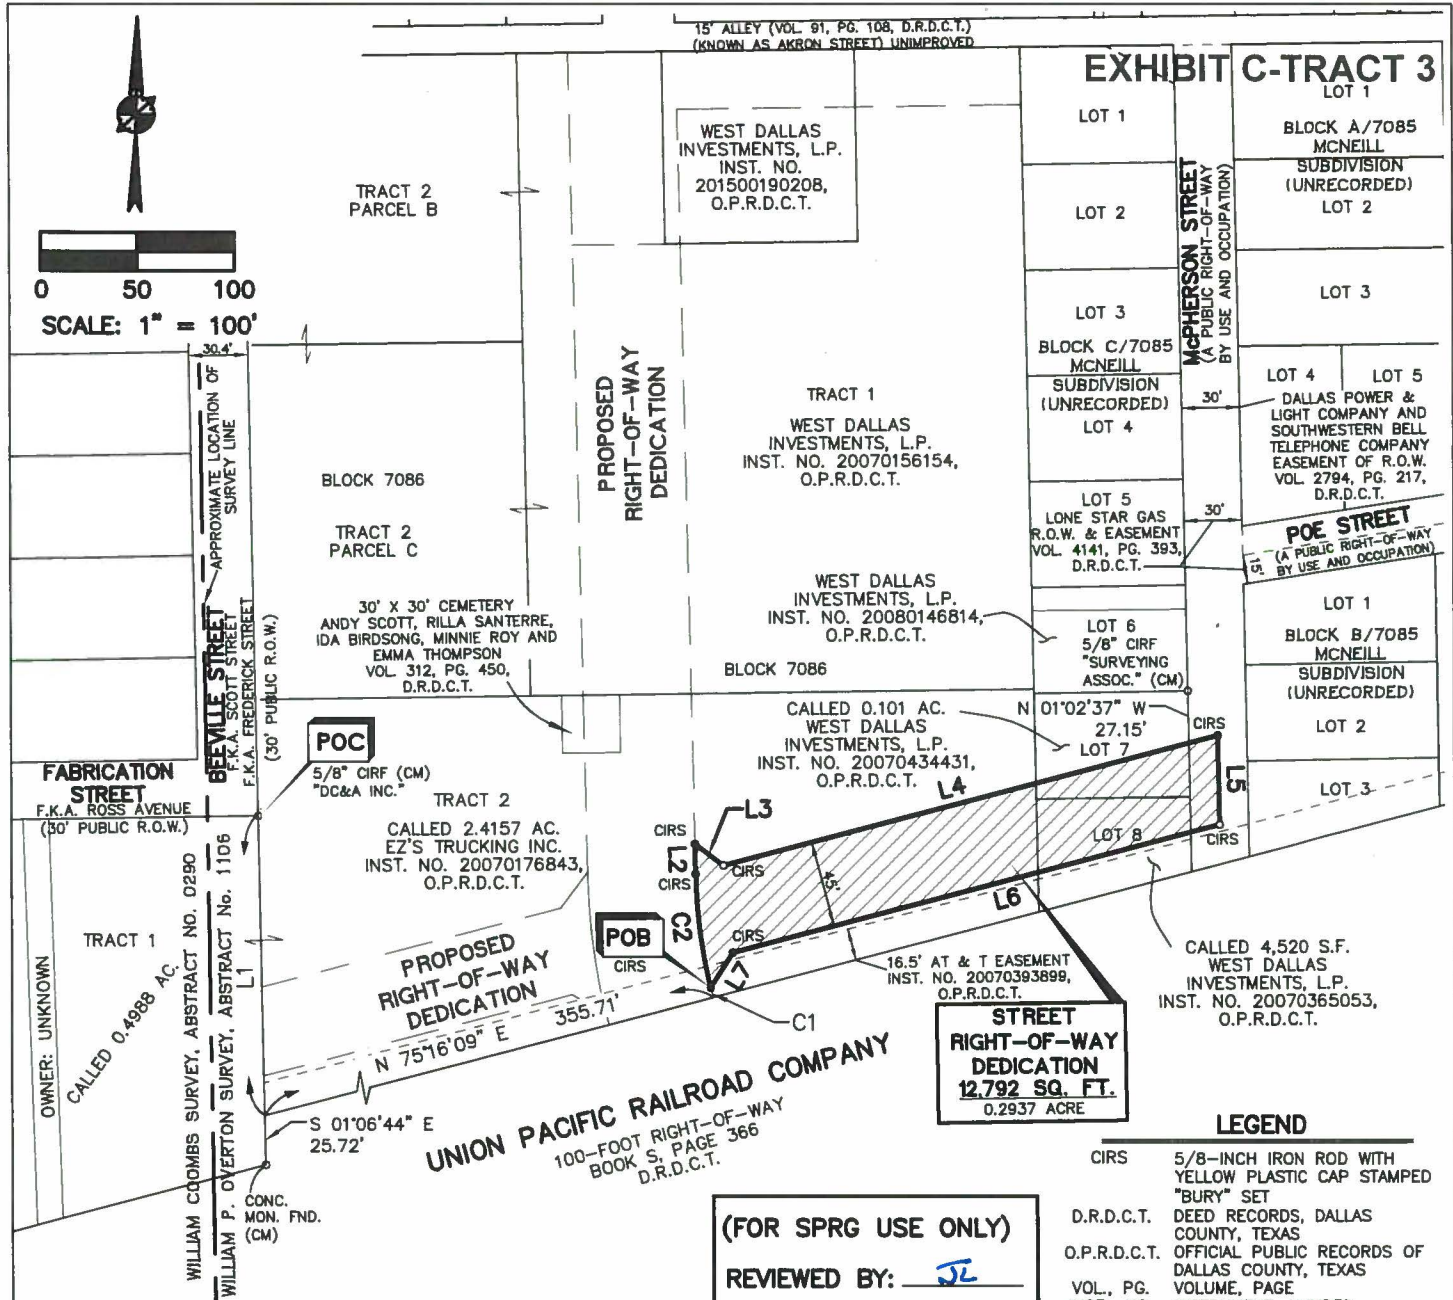 15' ALLEY (VOL. 91, PG. 108, D.R.D.C.T.)
(KNOWN AS AKRON STREET) UNIMPROVED
EXHIBIT C-TRACT 3
0 50 100
SCALE: 1" = 100'
30.4'
TRACT 2
PARCEL B
WEST DALLAS
INVESTMENTS, L.P.
INST. NO.
201500190208,
O.P.R.D.C.T.
LOT 1
LOT 2
LOT 3
BLOCK C/7085
MCNEILL
SUBDIVISION
(UNRECORDED)
LOT 4
LOT 5
LONE STAR GAS
R.O.W. & EASEMENT
VOL. 4141, PG. 393,
D.R.D.C.T.
McPHERSON STREET
(A PUBLIC RIGHT-OF-WAY
BY USE AND OCCUPATION)
LOT 1
BLOCK A/7085
MCNEILL
SUBDIVISION
(UNRECORDED)
LOT 2
LOT 3
LOT 4 LOT 5
30'
DALLAS POWER &
LIGHT COMPANY AND
SOUTHWESTERN BELL
TELEPHONE COMPANY
EASEMENT OF R.O.W.
VOL. 2794, PG. 217,
D.R.D.C.T.
30'
POE STREET
(A PUBLIC RIGHT-OF-WAY
BY USE AND OCCUPATION)
15'
PROPOSED
RIGHT-OF-WAY
DEDICATION
TRACT 1
WEST DALLAS
INVESTMENTS, L.P.
INST. NO. 20070156154,
O.P.R.D.C.T.
BLOCK 7086
TRACT 2
PARCEL C
APPROXIMATE LOCATION OF
SURVEY LINE
BEEVILLE STREET
F.K.A. SCOTT STREET
F.K.A. FREDERICK STREET
(30' PUBLIC R.O.W.)
30' X 30' CEMETERY
ANDY SCOTT, RILLA SANTERRE,
IDA BIRDSONG, MINNIE ROY AND
EMMA THOMPSON
VOL. 312, PG. 450,
D.R.D.C.T.
WEST DALLAS
INVESTMENTS, L.P.
INST. NO. 20080146814,
O.P.R.D.C.T.
BLOCK 7086
LOT 6
5/8" CIRF
"SURVEYING
ASSOC." (CM)
LOT 1
BLOCK B/7085
MCNEILL
SUBDIVISION
(UNRECORDED)
LOT 2
LOT 3
CALLED 0.101 AC.
WEST DALLAS
INVESTMENTS, L.P.
INST. NO. 20070434431,
O.P.R.D.C.T.
N 01°02'37" W
27.15'
CIRS
LOT 7
L4
L5
LOT 8
CIRS
POC
5/8" CIRF (CM)
"DC&A INC."
FABRICATION
STREET
F.K.A. ROSS AVENUE
(30' PUBLIC R.O.W.)
TRACT 2
CALLED 2.4157 AC.
EZ'S TRUCKING INC.
INST. NO. 20070176843,
O.P.R.D.C.T.
CIRS
L3
L2
CIRS
CIRS
C2
45'
L6
POB
CIRS
CIRS
L7
C1
16.5' AT & T EASEMENT
INST. NO. 20070393899,
O.P.R.D.C.T.
CALLED 4,520 S.F.
WEST DALLAS
INVESTMENTS, L.P.
INST. NO. 20070365053,
O.P.R.D.C.T.
TRACT 1
OWNER: UNKNOWN
CALLED 0.4988 AC.
WILLIAM COOMBS SURVEY, ABSTRACT NO. 0290
WILLIAM P. OVERTON SURVEY, ABSTRACT No. 1106
L1
PROPOSED
RIGHT-OF-WAY
DEDICATION
N 75°16'09" E 355.71'
S 01°06'44" E
25.72'
CONC.
MON. FND.
(CM)
UNION PACIFIC RAILROAD COMPANY
100-FOOT RIGHT-OF-WAY
BOOK S, PAGE 366
D.R.D.C.T.
STREET
RIGHT-OF-WAY
DEDICATION
12,792 SQ. FT.
0.2937 ACRE
LEGEND
CIRS 5/8-INCH IRON ROD WITH
YELLOW PLASTIC CAP STAMPED
"BURY" SET
D.R.D.C.T. DEED RECORDS, DALLAS
COUNTY, TEXAS
O.P.R.D.C.T. OFFICIAL PUBLIC RECORDS OF
DALLAS COUNTY, TEXAS
VOL., PG. VOLUME, PAGE
(FOR SPRG USE ONLY)
REVIEWED BY: JL